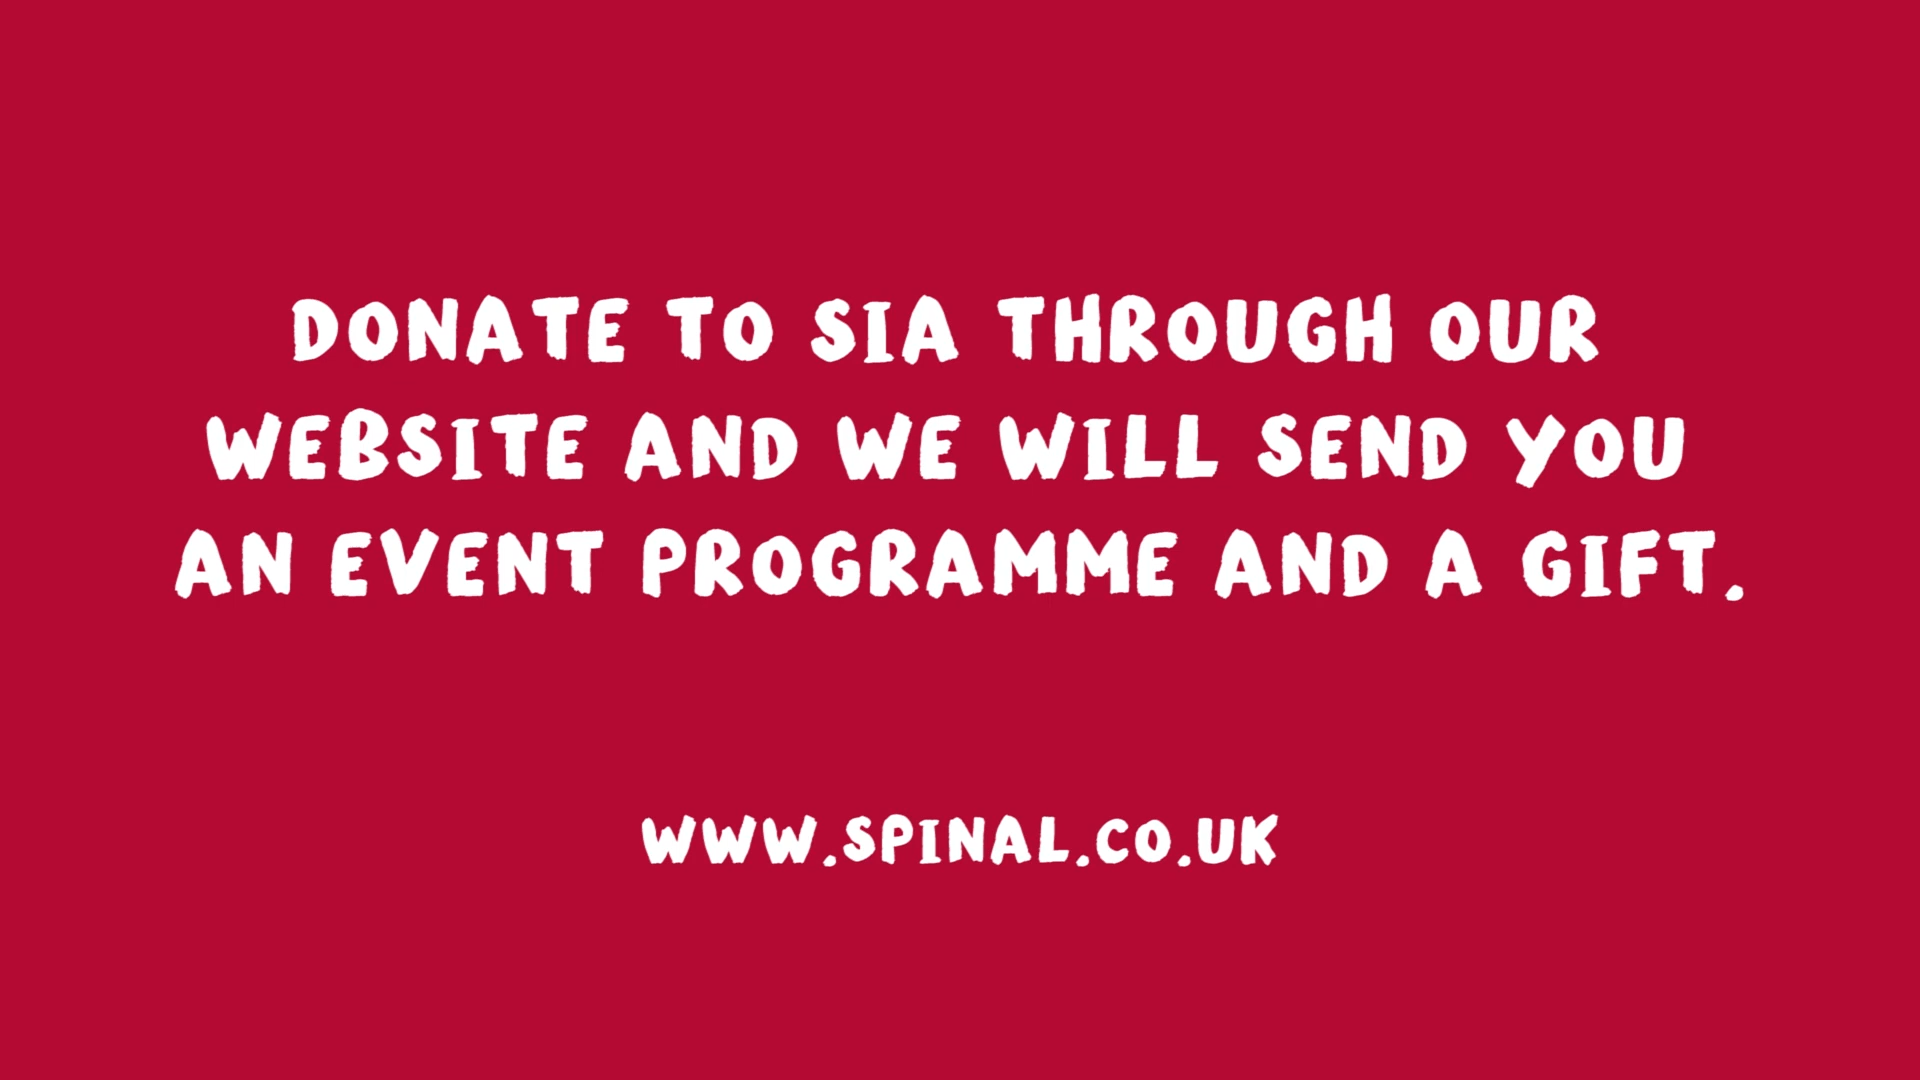 DONATE TO SIA THROUGH OUR
WEBSITE AND WE WILL SEND YOU
AN EVENT PROGRAMME AND A GIFT.
WWW.SPINAL.CO.UK